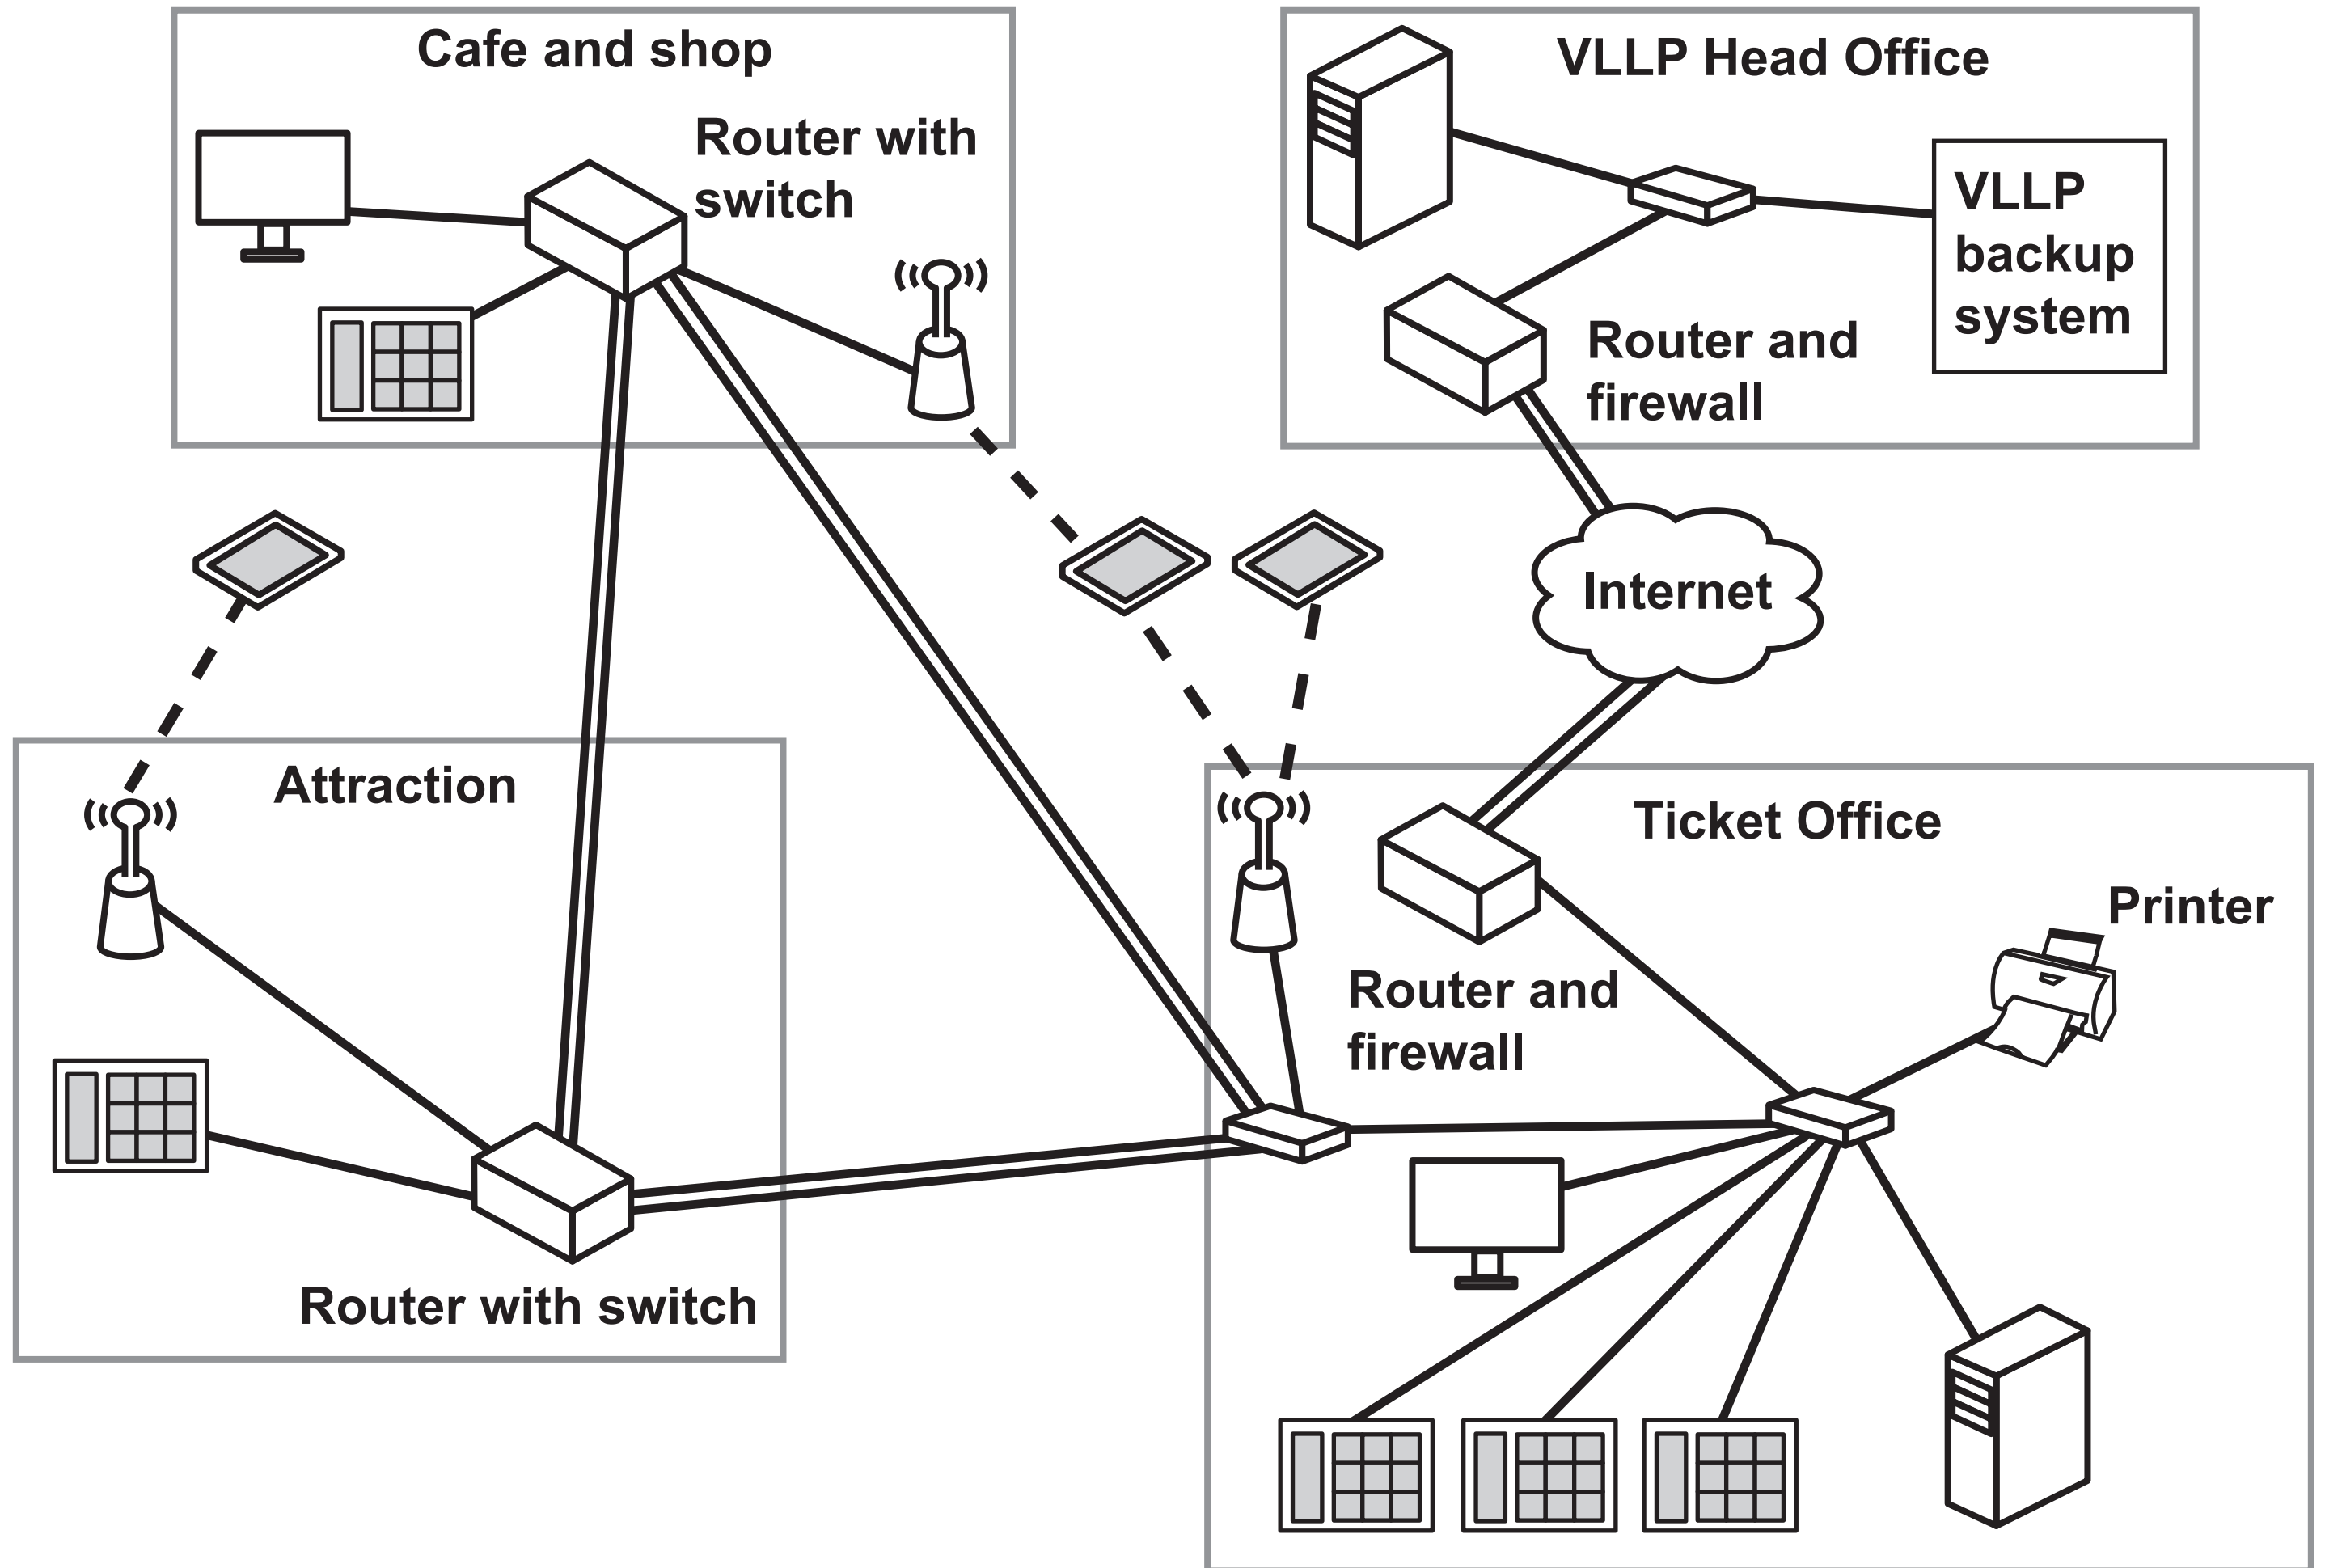 Cafe and shop
Router with
switch
VLLP Head Office
VLLP
backup
system
Router and
firewall
Internet
Attraction
Router with switch
Ticket Office
Printer
Router and
firewall